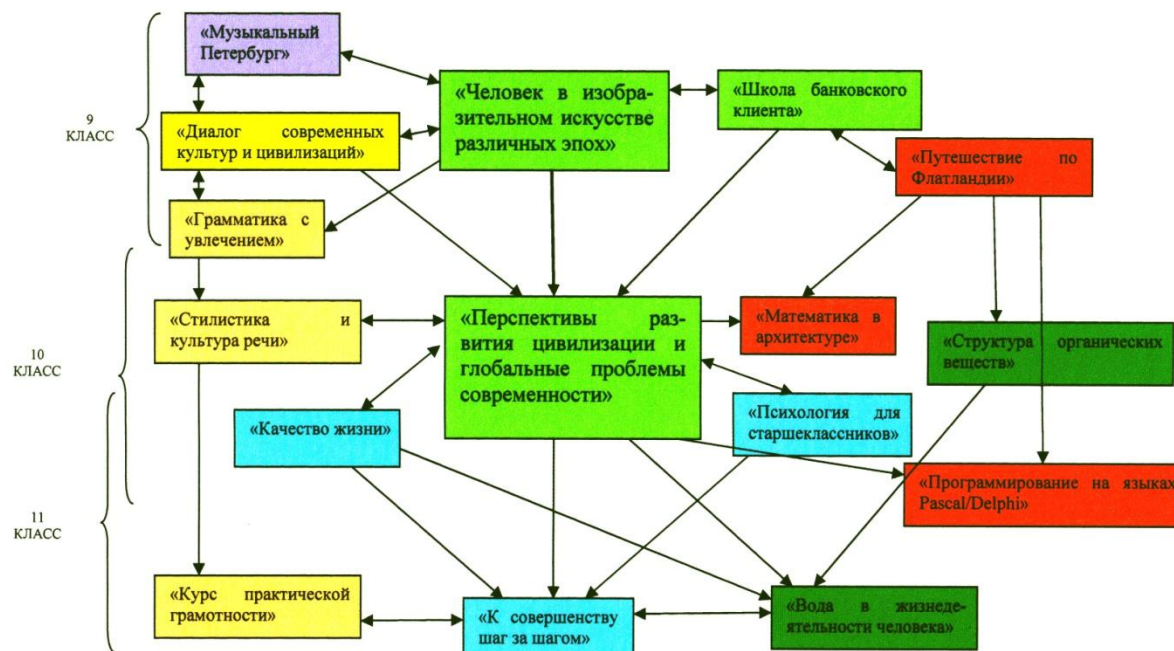 «Музыкальный
Петербург»
«Человек в изобра-
зительном искусстве
различных эпох»
«Школа банковского
клиента»
9
КЛАСС
«Диалог современных
культур и цивилизаций»
«Путешествие по
Флатландии»
«Грамматика с
увлечением»
«Стилистика и
культура речи»
«Перспективы раз-
вития цивилизации и
глобальные проблемы
современности»
«Математика в
архитектуре»
«Структура органических
веществ»
10
КЛАСС
«Качество жизни»
«Психология для
старшеклассников»
«Программирование на языках
Pascal/Delphi»
11
КЛАСС
«Курс практической
грамотности»
«К совершенству
шаг за шагом»
«Вода в жизнеде-
ятельности человека»